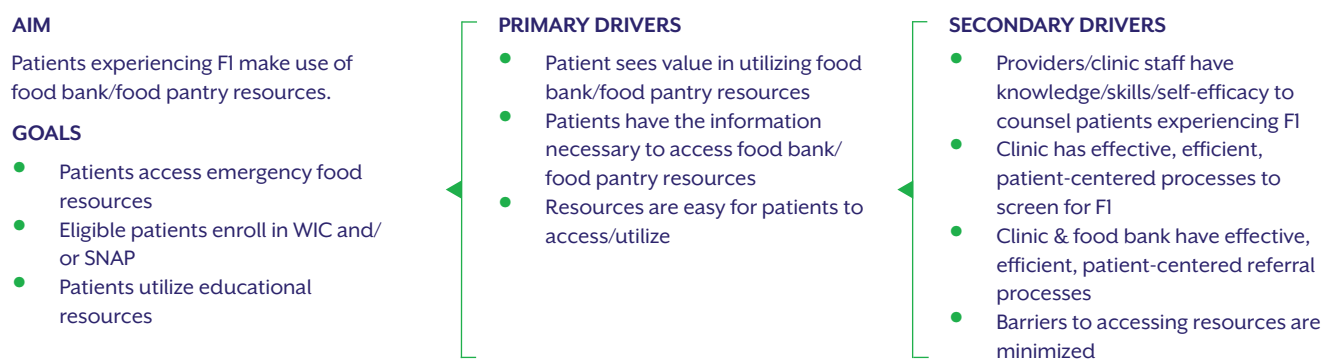 AIM
Patients experiencing FI make use of
food bank/food pantry resources.
GOALS
• Patients access emergency food
resources
• Eligible patients enroll in WIC and/
or SNAP
• Patients utilize educational
resources
PRIMARY DRIVERS
• Patient sees value in utilizing food
bank/food pantry resources
• Patients have the information
necessary to access food bank/
food pantry resources
• Resources are easy for patients to
access/utilize
SECONDARY DRIVERS
• Providers/clinic staff have
knowledge/skills/self-efficacy to
counsel patients experiencing FI
• Clinic has effective, efficient,
patient-centered processes to
screen for FI
• Clinic & food bank have effective,
efficient, patient-centered referral
processes
• Barriers to accessing resources are
minimized